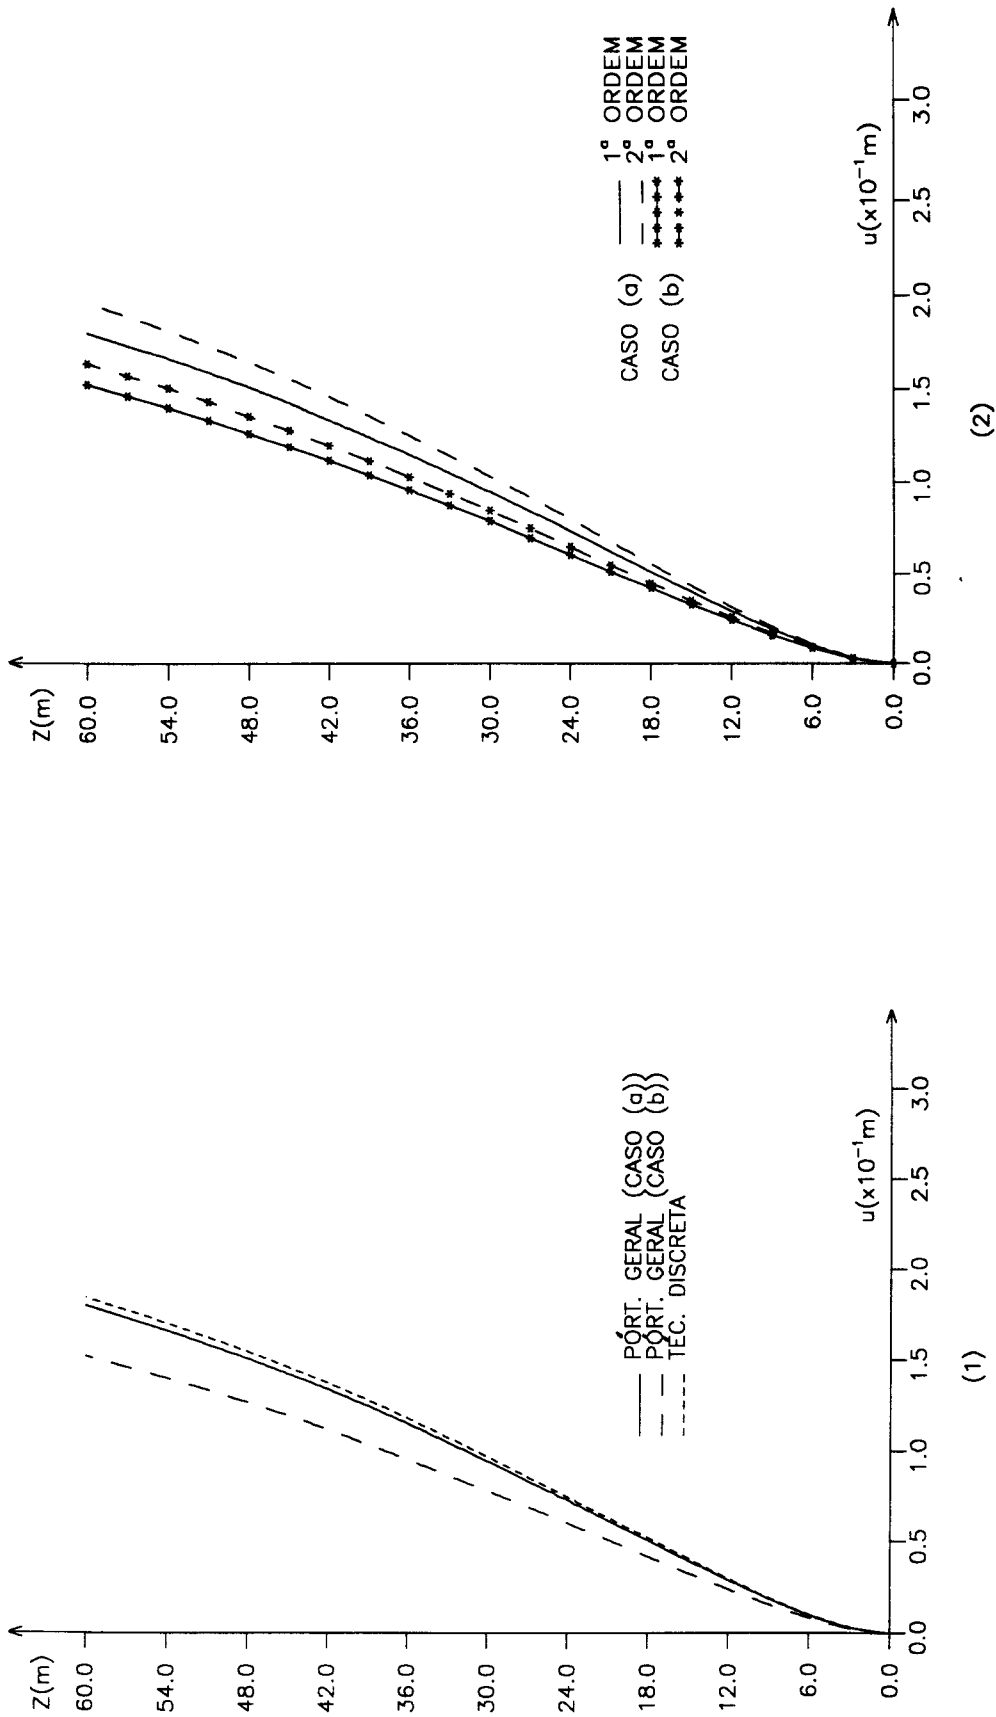 Z(m)
60.0
54.0
48.0
42.0
36.0
30.0
24.0
18.0
12.0
6.0
0.0
0.0
0.5
1.0
1.5
2.0
2.5
3.0
u(x10⁻¹m)
CASO (a)
1ª ORDEM
2ª ORDEM
CASO (b)
1ª ORDEM
2ª ORDEM
(2)
Z(m)
60.0
54.0
48.0
42.0
36.0
30.0
24.0
18.0
12.0
6.0
0.0
0.0
0.5
1.0
1.5
2.0
2.5
3.0
u(x10⁻¹m)
PÓRT. GERAL (CASO (a))
PÓRT. GERAL (CASO (b))
TÉC. DISCRETA
(1)